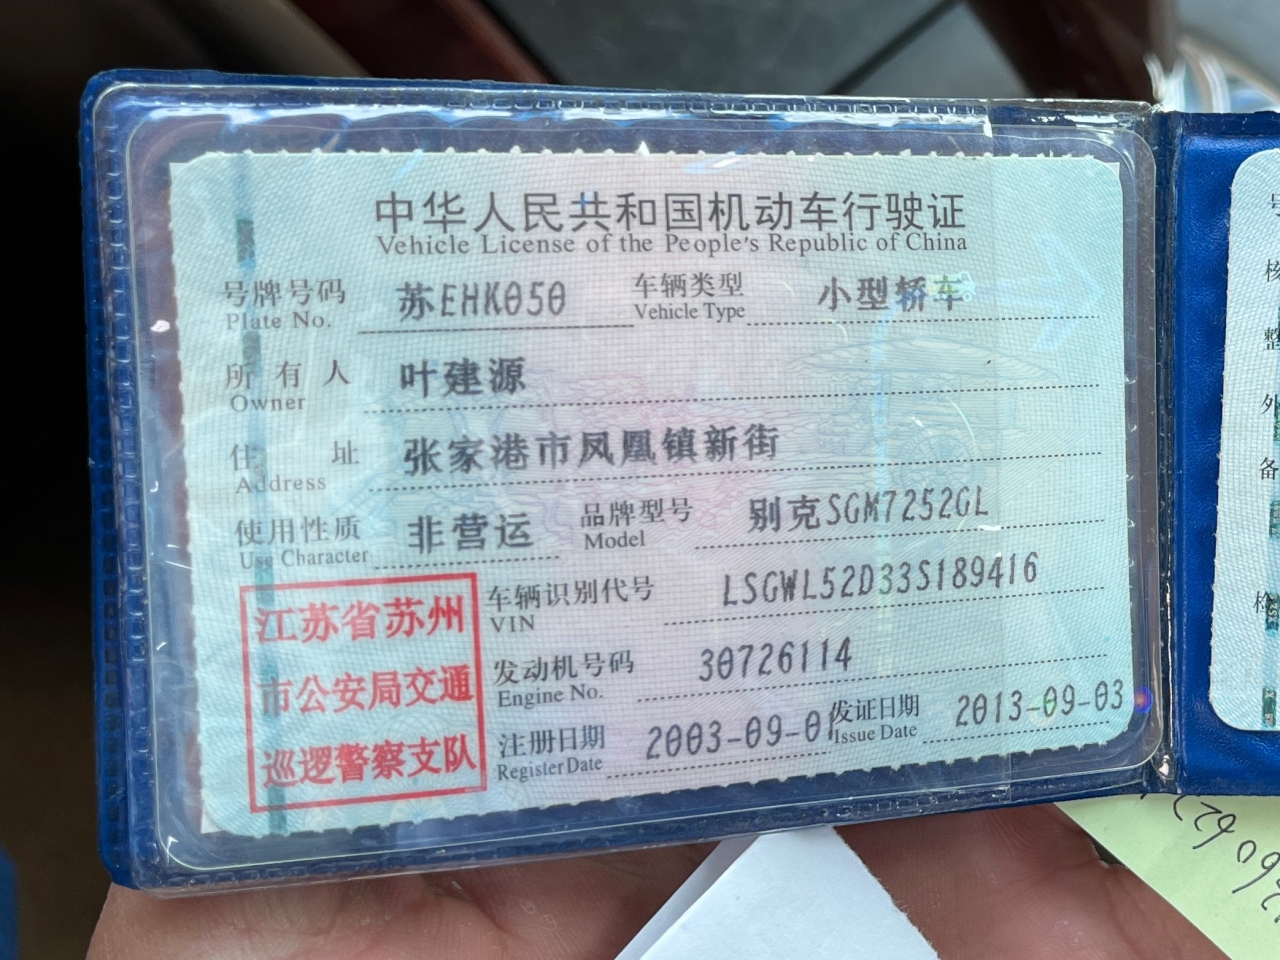 中华人民共和国机动车行驶证
Vehicle License of the People's Republic of China
号牌号码 苏EHK050 车辆类型 小型轿车
Plate No. Vehicle Type
所有人 叶建源
Owner
住址 张家港市凤凰镇新街
Address
使用性质 非营运 品牌型号 别克SGM7252GL
Use Character Model
江苏省苏州
市公安局交通
巡逻警察支队
车辆识别代号 LSGWL52D33S189416
VIN
发动机号码 30726114
Engine No.
注册日期 2003-09-01 发证日期 2013-09-03
Register Date Issue Date
号
核
整
外
备
检